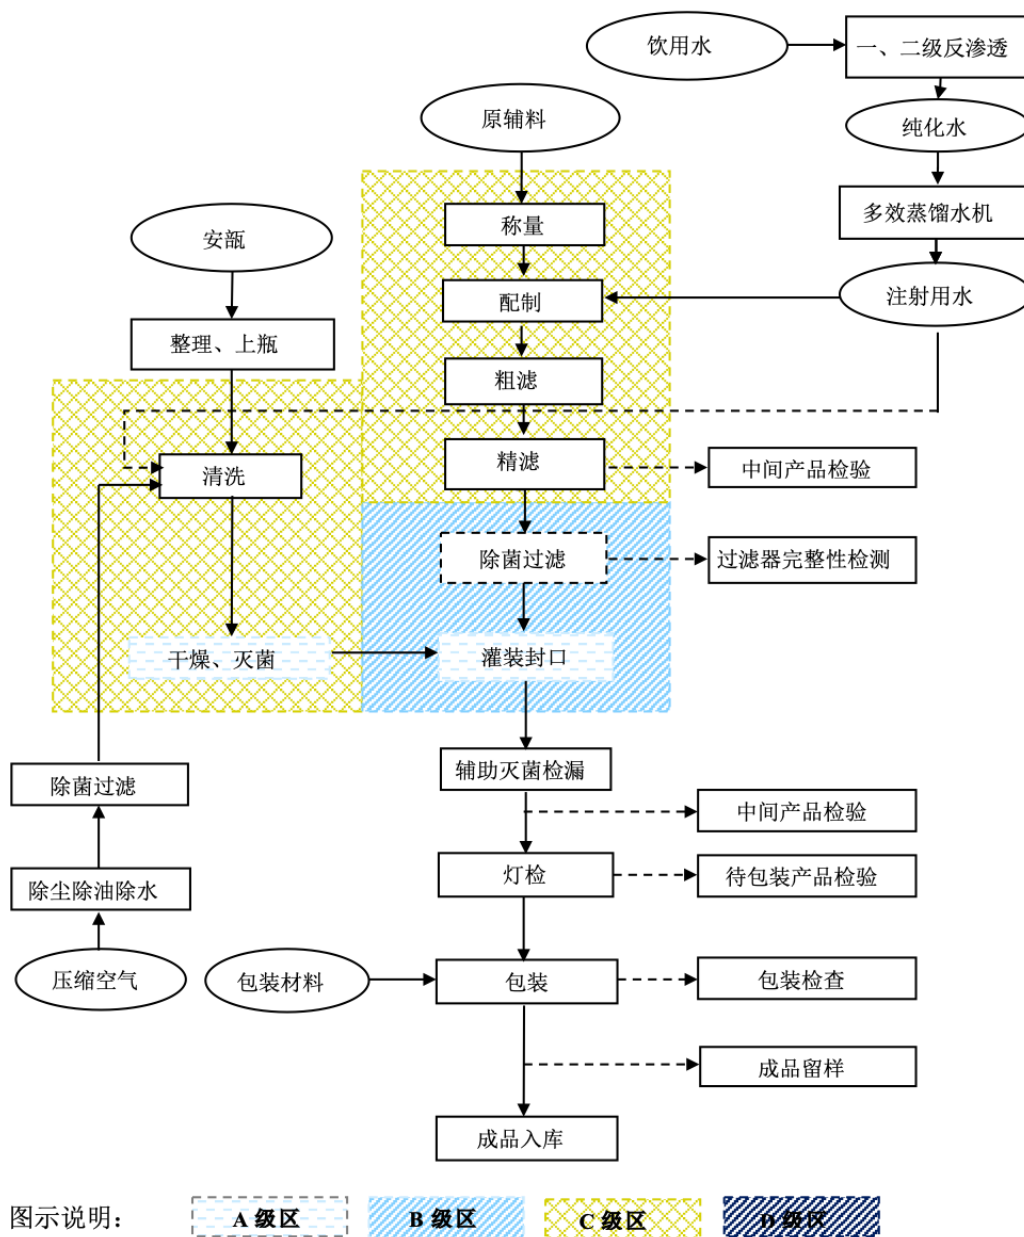 饮用水
一、二级反渗透
原辅料
纯化水
称量
多效蒸馏水机
安瓿
配制
注射用水
整理、上瓶
粗滤
精滤
中间产品检验
清洗
除菌过滤
过滤器完整性检测
干燥、灭菌
灌装封口
辅助灭菌检漏
除菌过滤
中间产品检验
灯检
待包装产品检验
除尘除油除水
压缩空气
包装材料
包装
包装检查
成品留样
成品入库
图示说明：
A 级区
B 级区
C 级区
D 级区